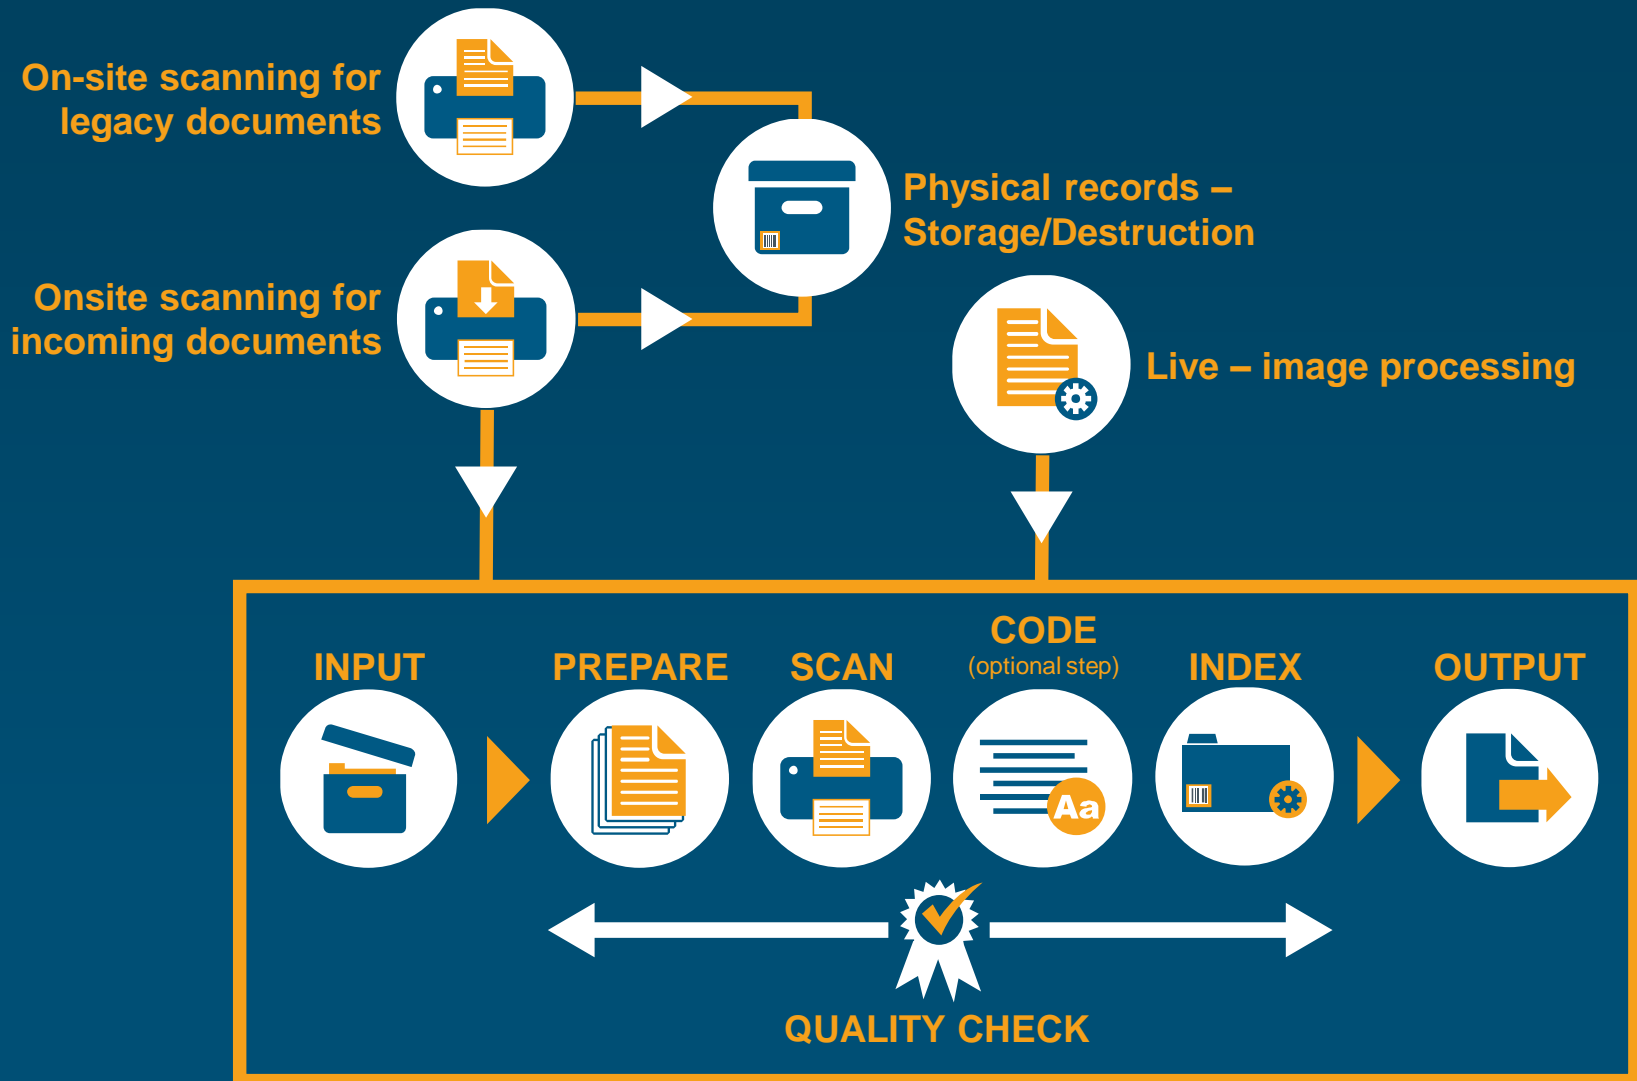 On-site scanning for
legacy documents
Physical records –
Storage/Destruction
Onsite scanning for
incoming documents
Live – image processing
INPUT
PREPARE
SCAN
CODE
(optional step)
Aa
INDEX
OUTPUT
QUALITY CHECK